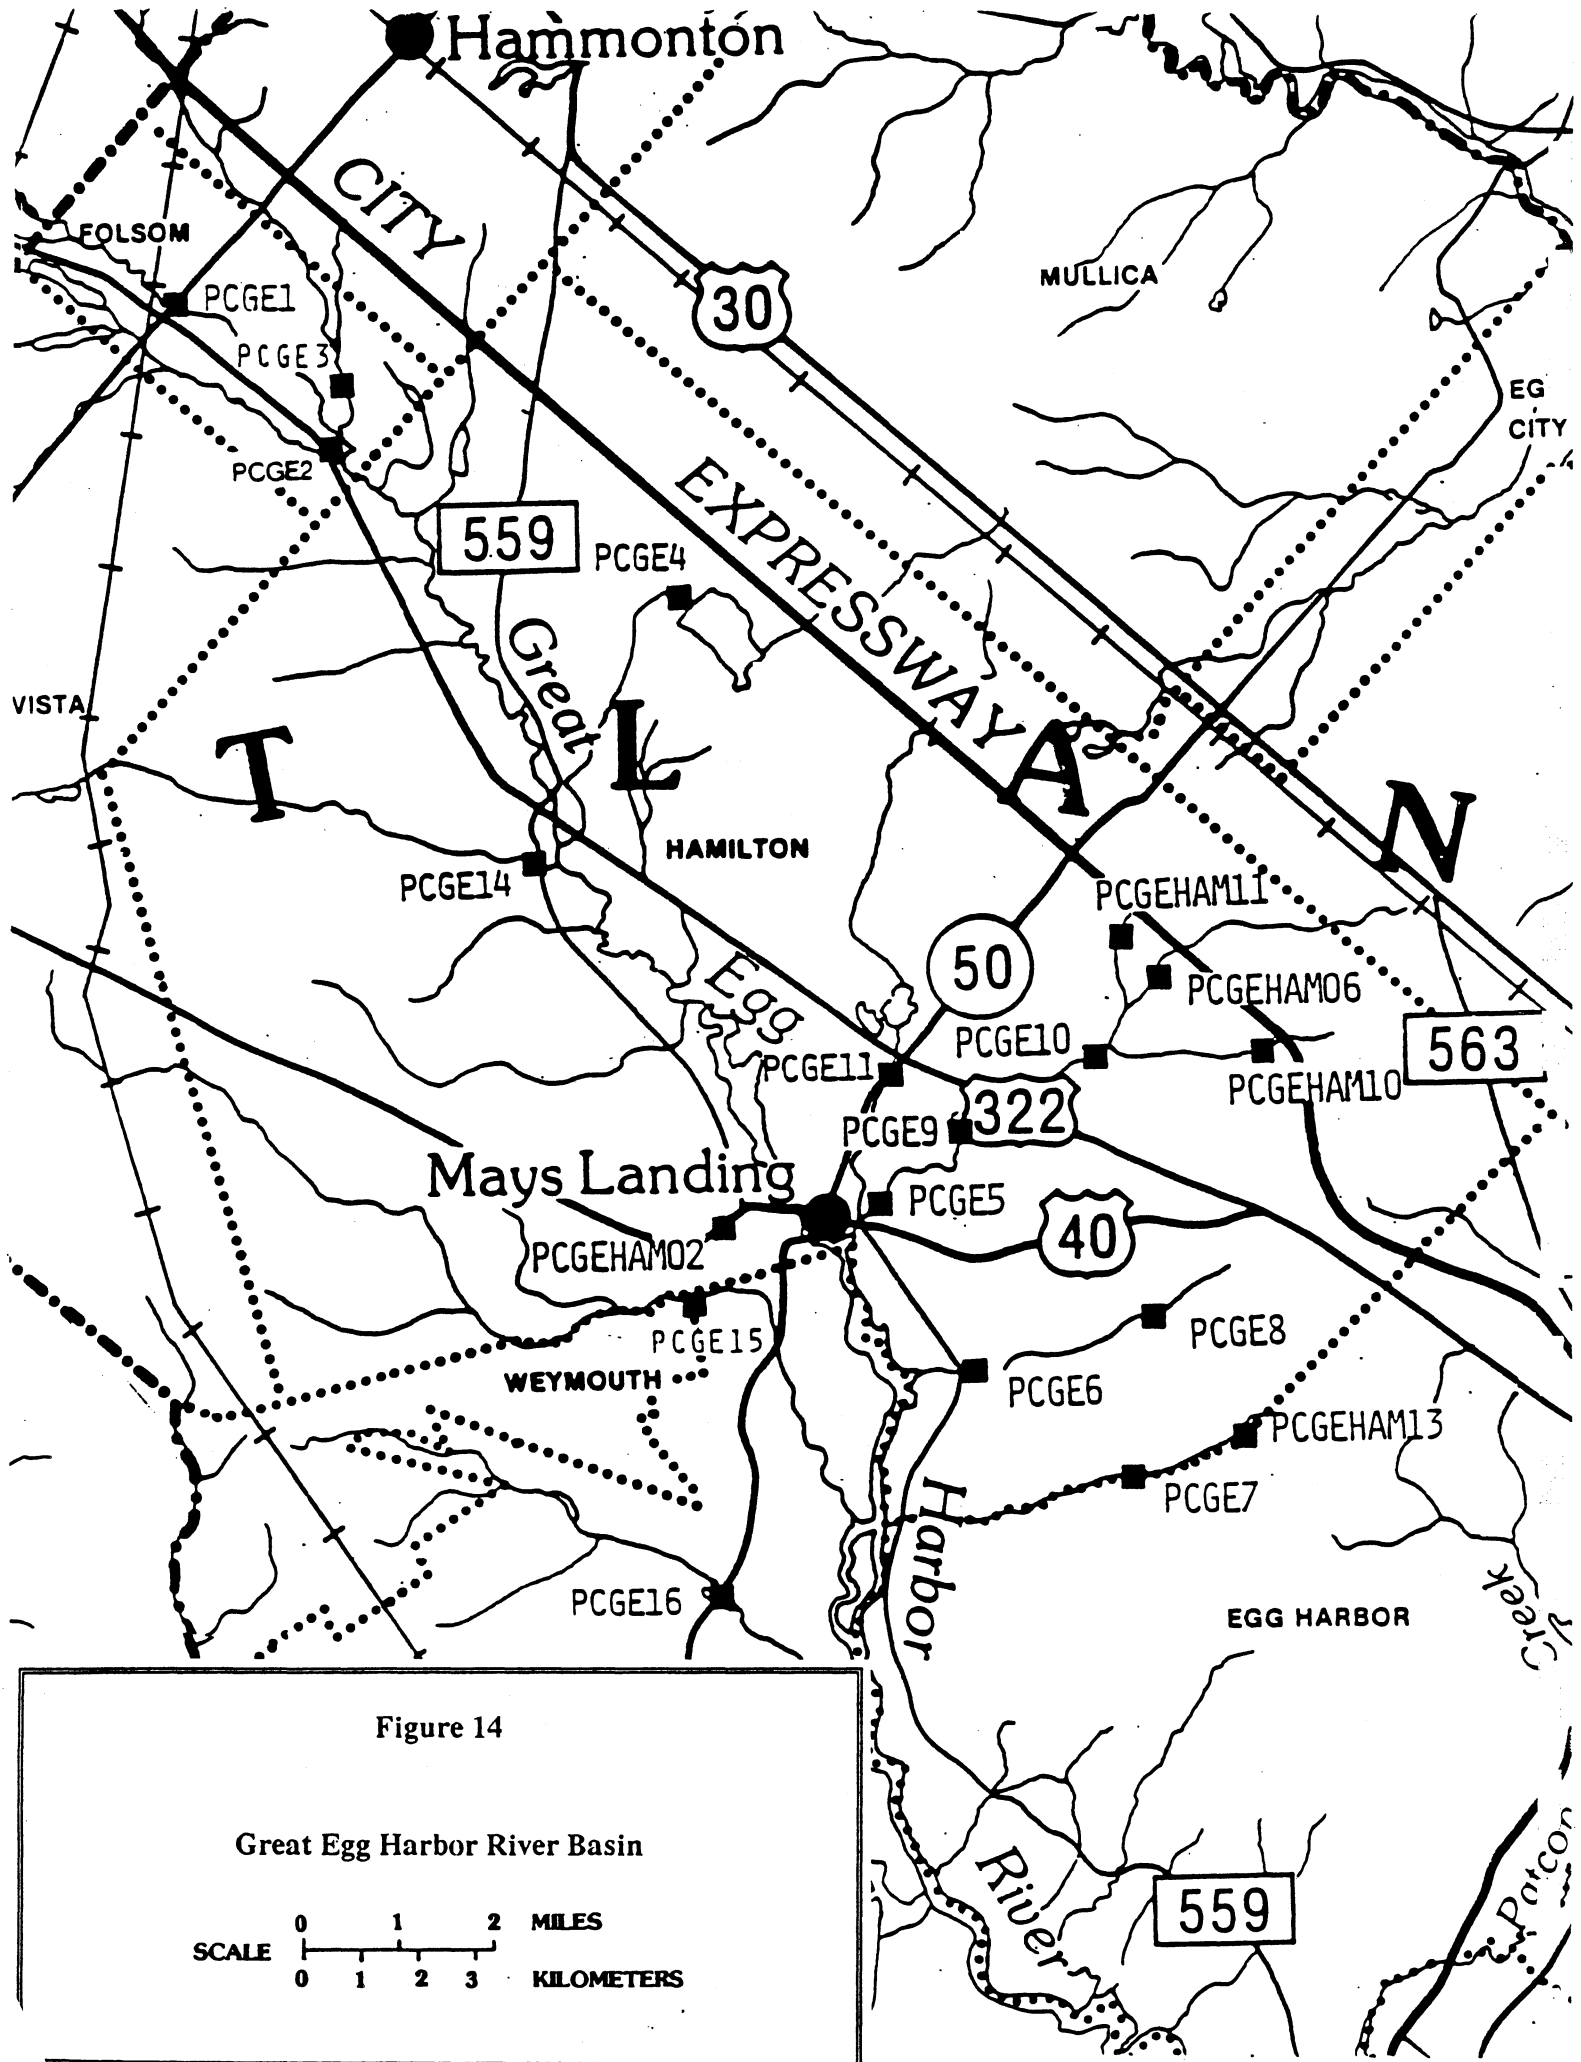 Hammonton
CITY
FOLSOM
PCGE1
30
MULLICA
PCGE3
EG
CITY
PCGE2
EXPRESSWAY
559
PCGE4
Great
VISTA
T
L
A
N
HAMILTON
PCGE14
PCGEHAM11
50
Egg
PCGEHAM06
PCGE10
563
PCGE11
PCGEHAM10
322
PCGE9
Mays Landing
PCGE5
40
PCGEHAM02
PCGE15
PCGE8
WEYMOUTH
PCGE6
PCGEHAM13
PCGE7
Harbor
PCGE16
EGG HARBOR
Creek
Figure 14
Great Egg Harbor River Basin
River
559
Patcon
0 1 2 MILES
SCALE
0 1 2 3 KILOMETERS